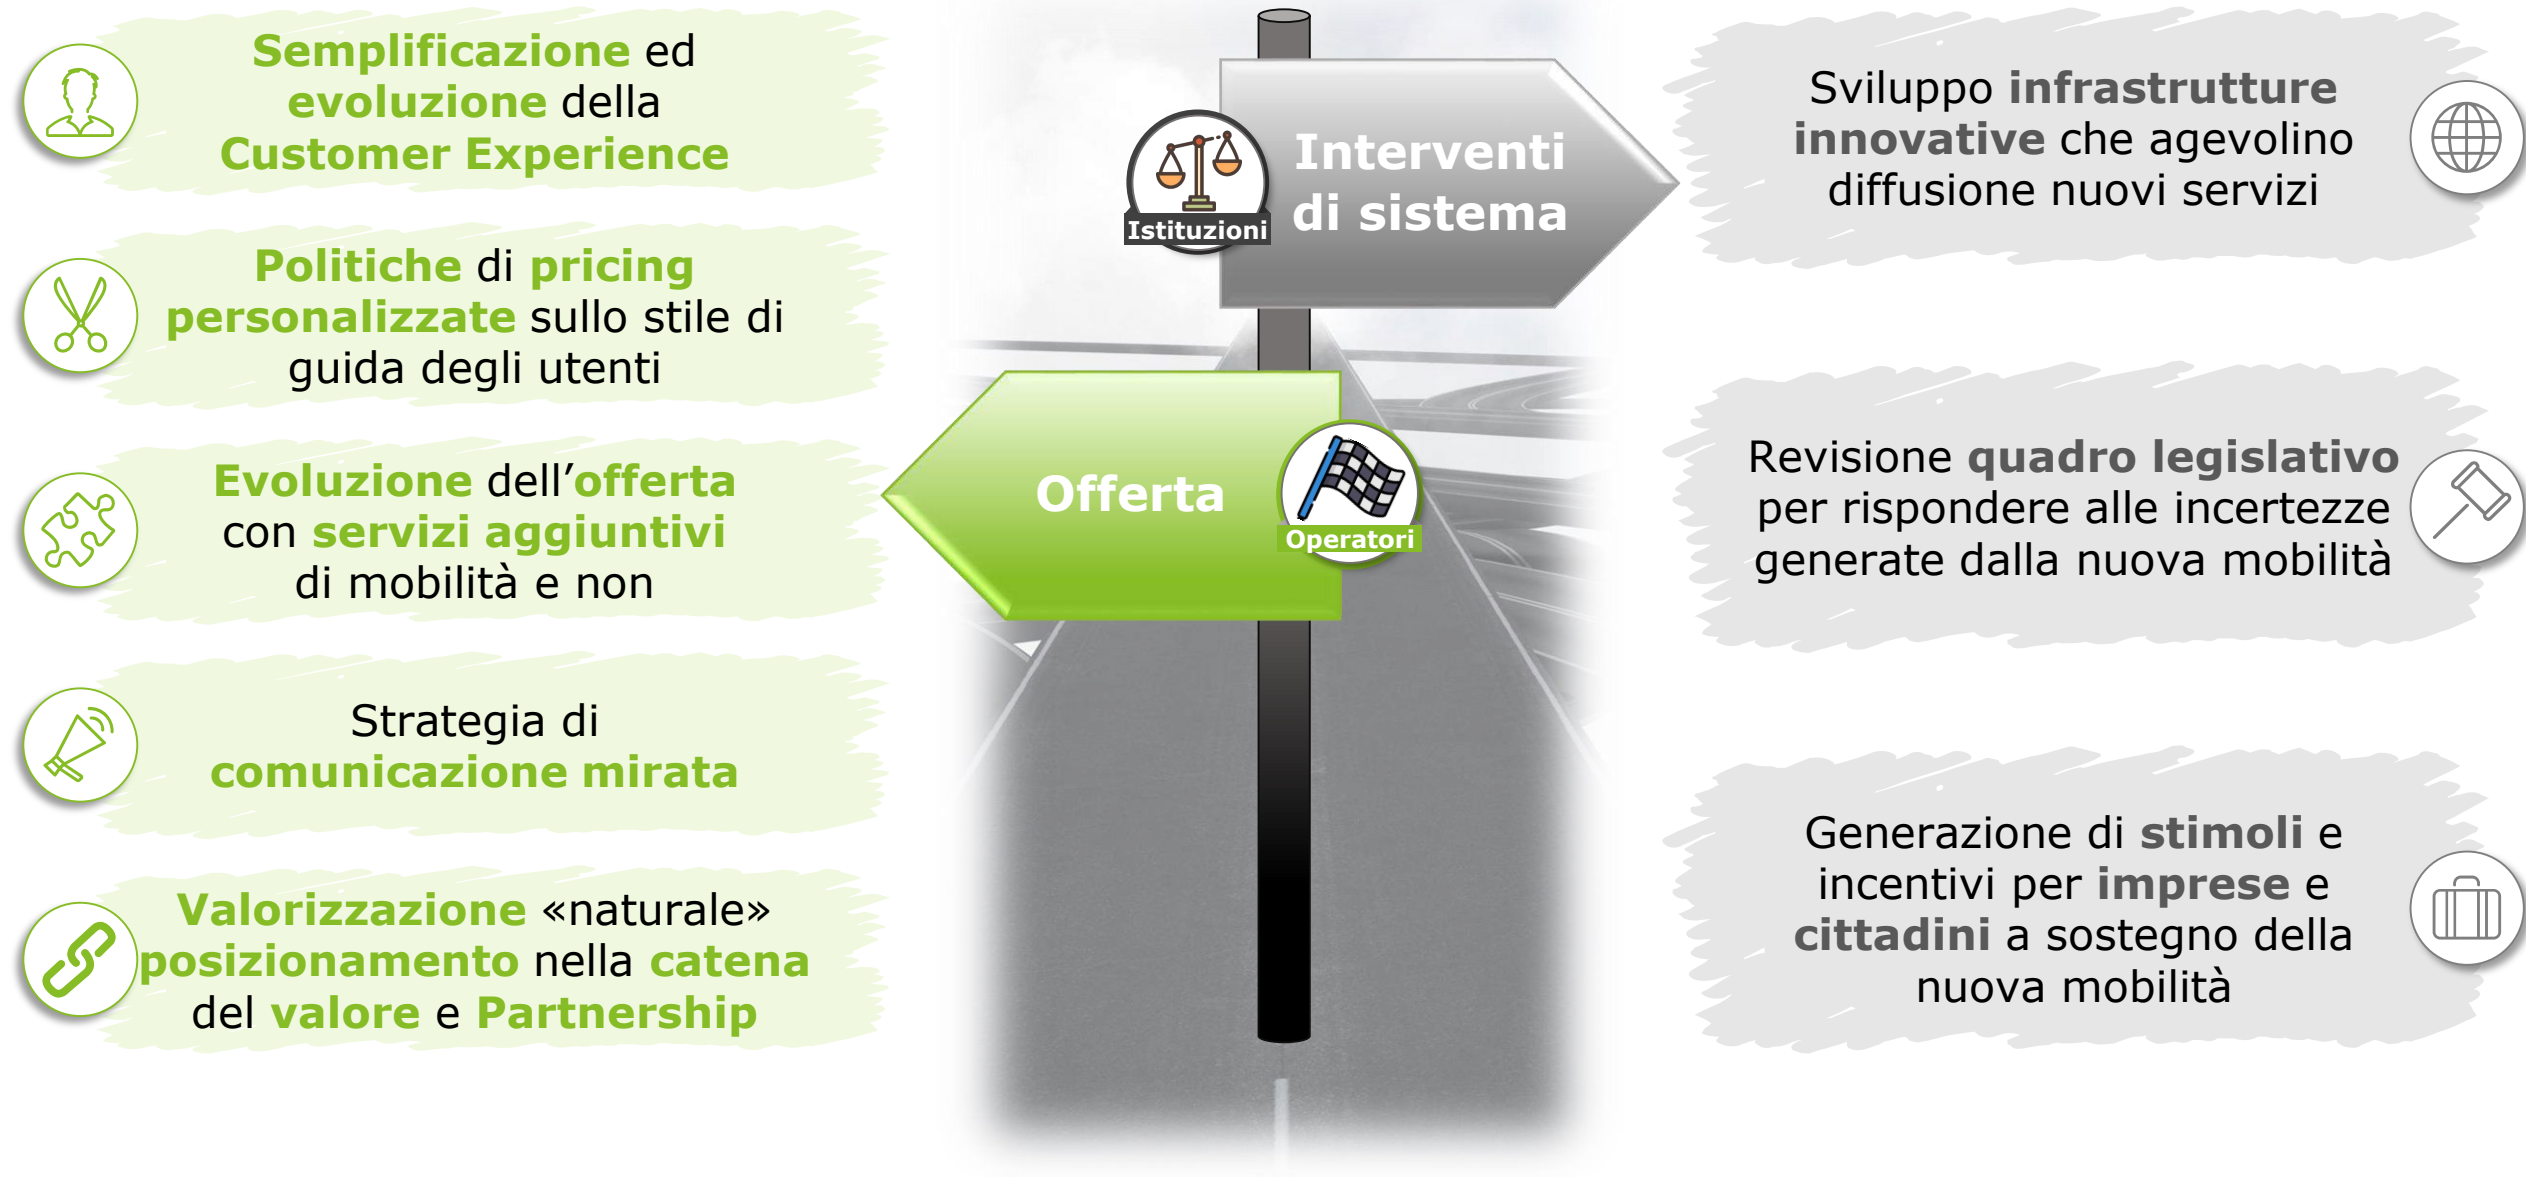 Semplificazione ed
evoluzione della
Customer Experience
Politiche di pricing
personalizzate sullo stile di
guida degli utenti
Evoluzione dell’offerta
con servizi aggiuntivi
di mobilità e non
Strategia di
comunicazione mirata
Valorizzazione «naturale»
posizionamento nella catena
del valore e Partnership
Interventi
di sistema
Istituzioni
Offerta
Operatori
Sviluppo infrastrutture
innovative che agevolino
diffusione nuovi servizi
Revisione quadro legislativo
per rispondere alle incertezze
generate dalla nuova mobilità
Generazione di stimoli e
incentivi per imprese e
cittadini a sostegno della
nuova mobilità